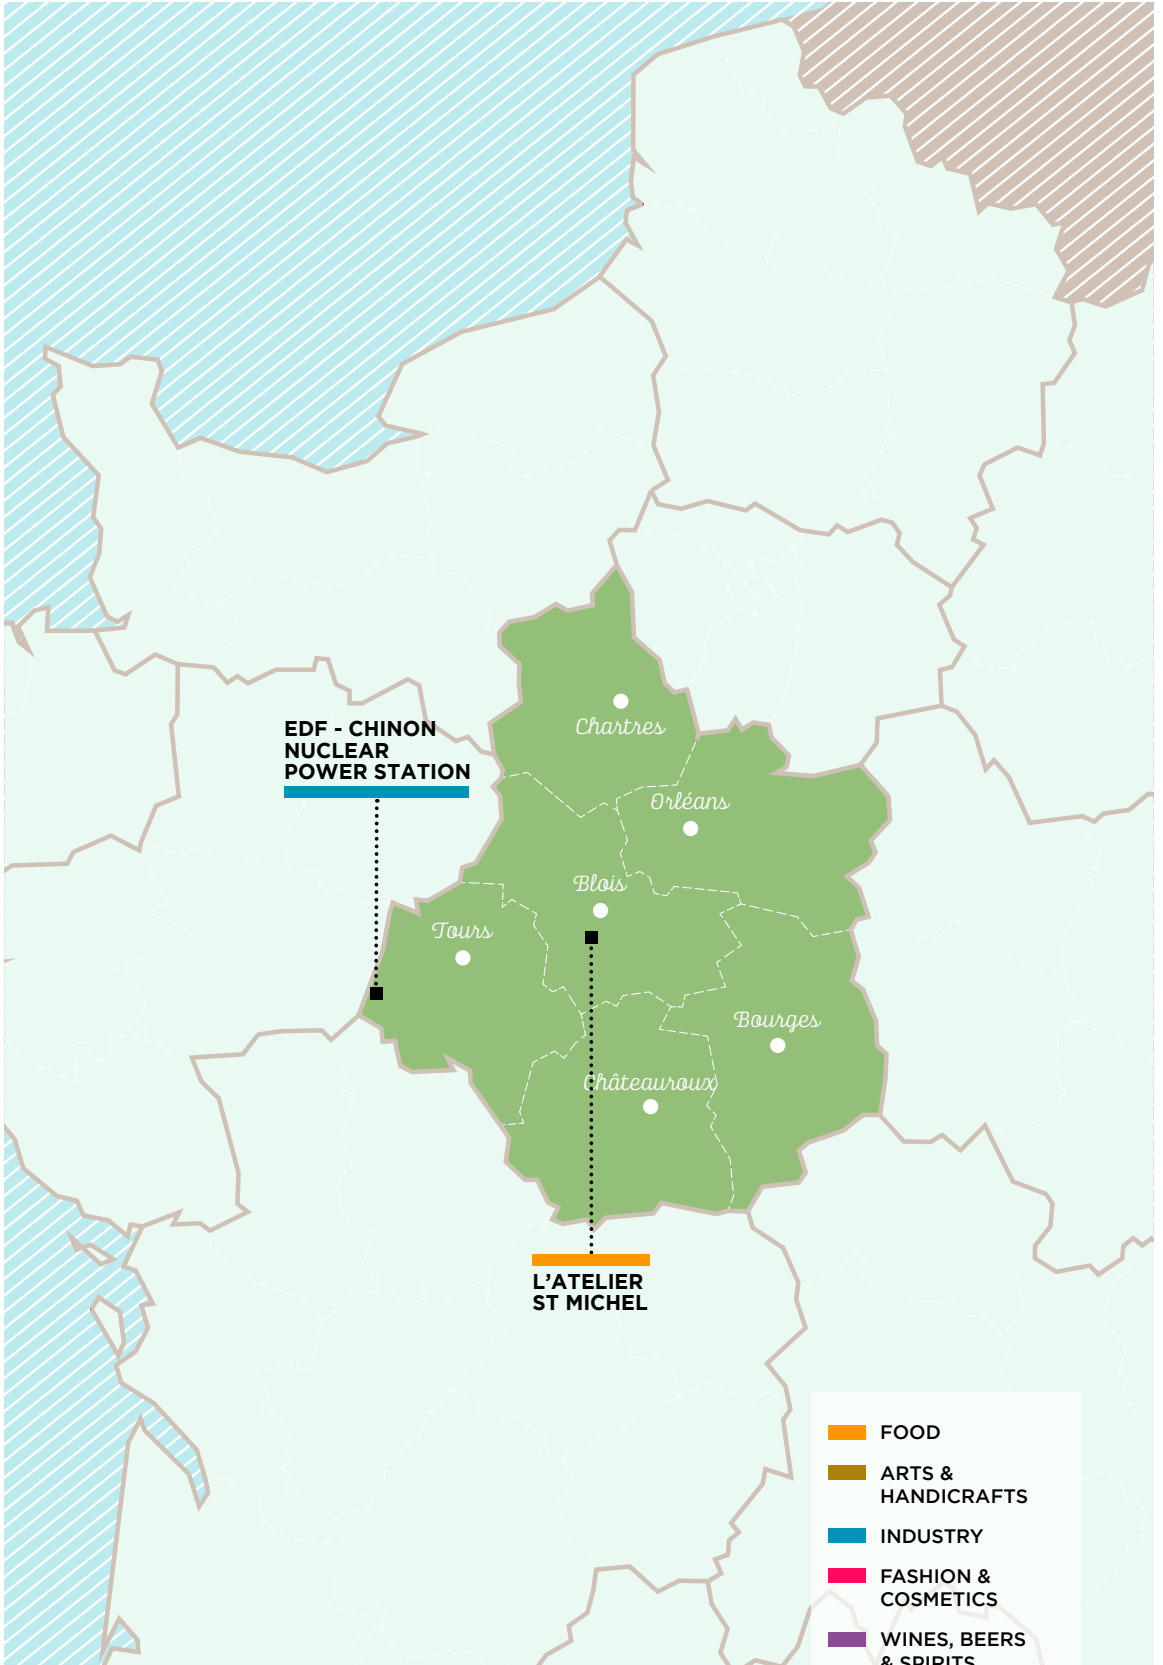 EDF - CHINON
NUCLEAR
POWER STATION
Chartres
Orléans
Blois
Tours
Bourges
Châteauroux
L’ATELIER
ST MICHEL
FOOD
ARTS &
HANDICRAFTS
INDUSTRY
FASHION &
COSMETICS
WINES, BEERS
& SPIRITS